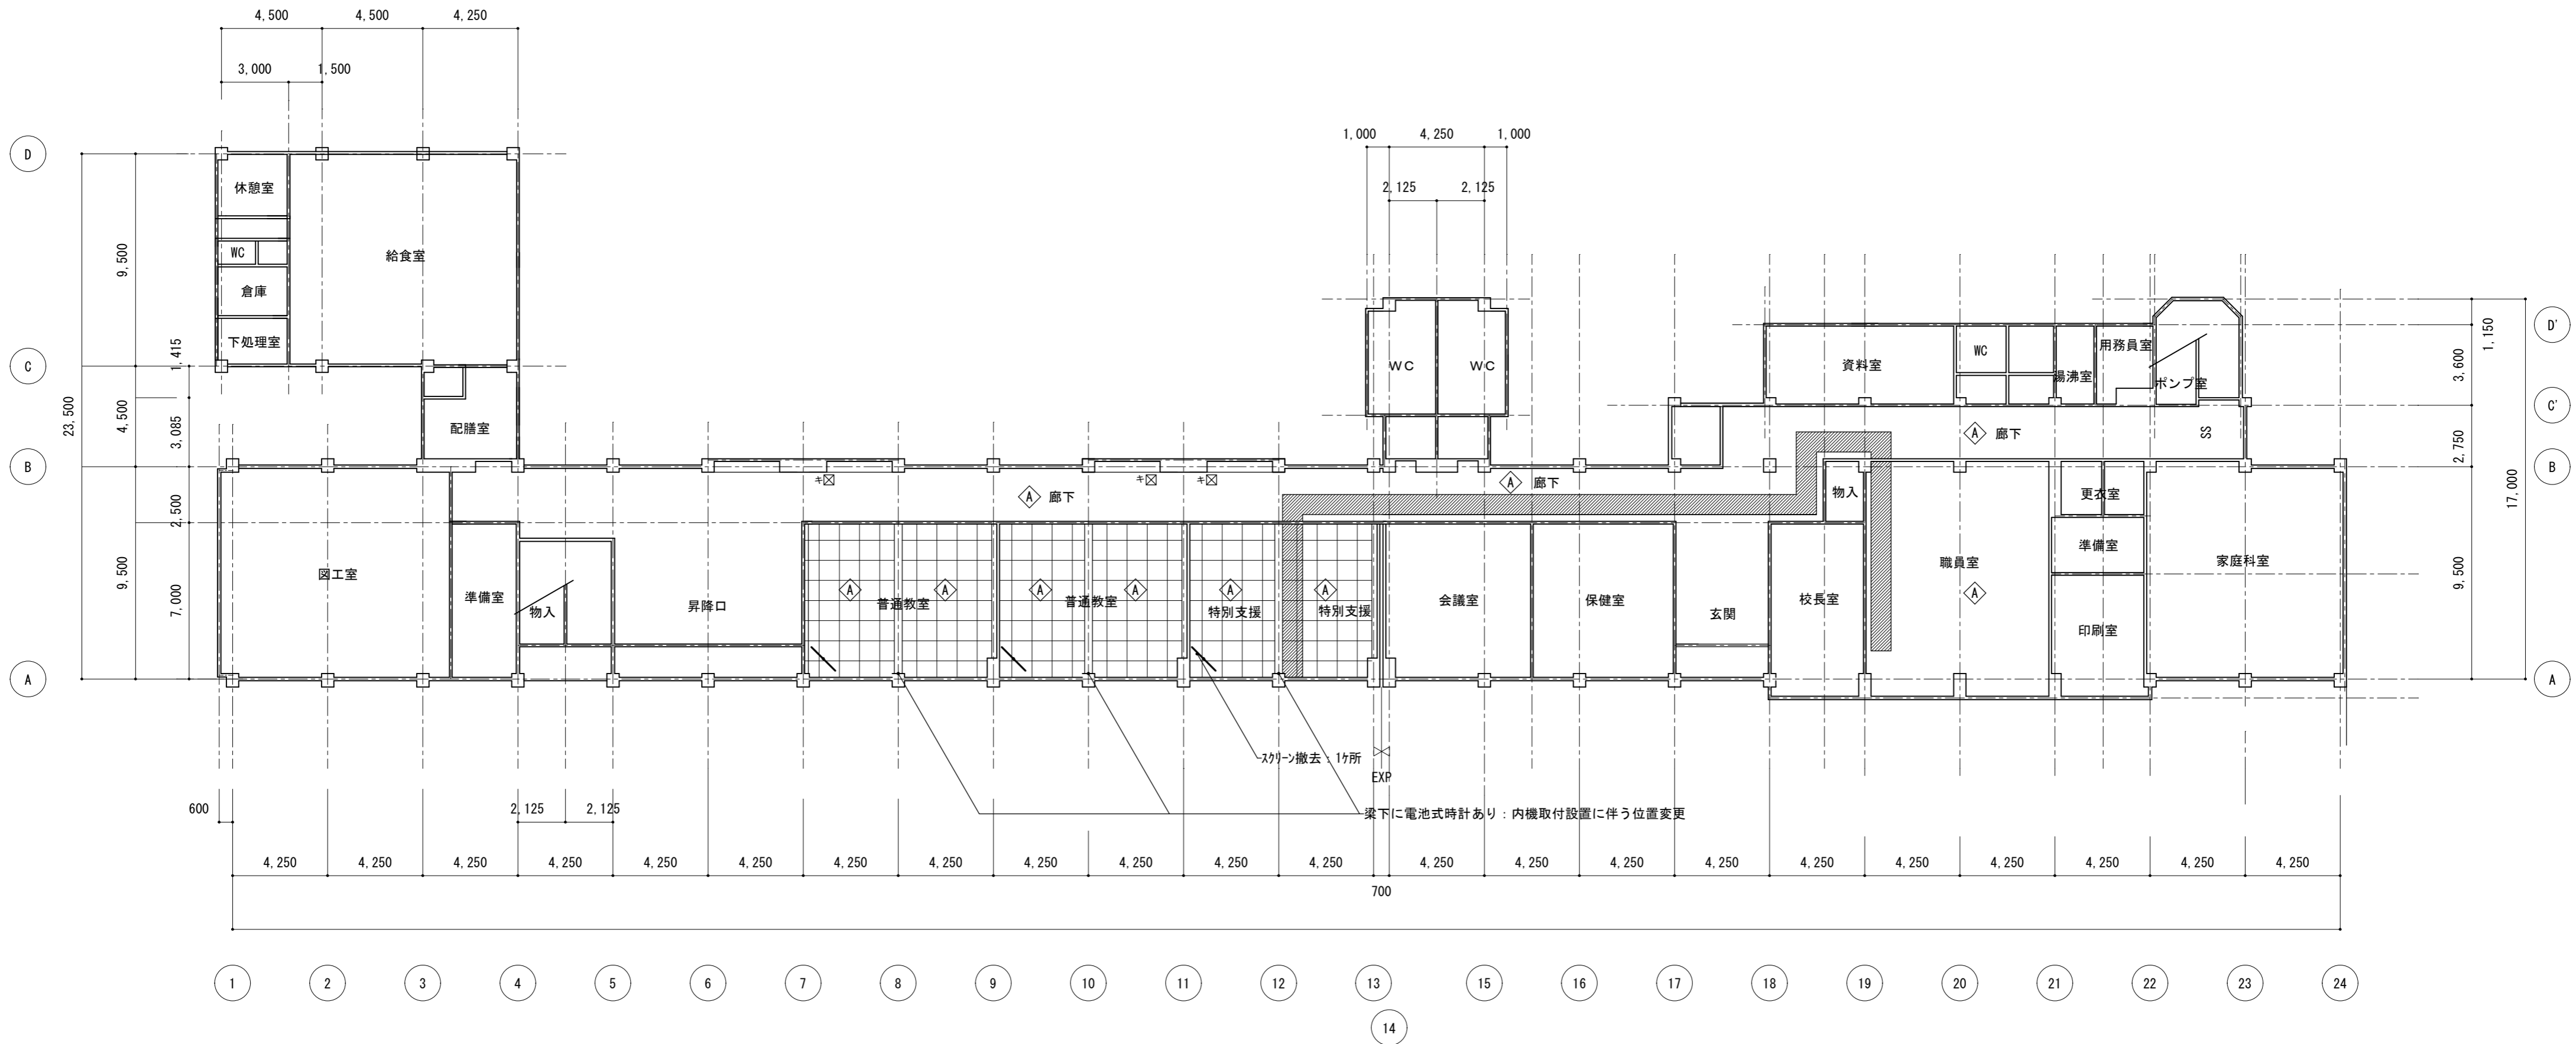 4,500 4,500 4,250
3,000 1,500
1,000 4,250 1,000
2,125 2,125
D
休憩室
WC
倉庫
下処理室
給食室
配膳室
9,500
1,415
C
23,500
4,500
3,085
B
2,500
9,500
7,000
A
WC WC
資料室
WC
湯沸室
用務員室
ポンプ室
D'
1,150
3,600
C'
2,750
B
17,000
9,500
A
A 廊下
SS
キ キ キ
A 廊下
A 廊下
物入
更衣室
図工室
準備室
物入
昇降口
A A
普通教室
A A
普通教室
A
特別支援
A
特別支援
会議室
保健室
玄関
校長室
職員室
A
準備室
印刷室
家庭科室
スクリーン撤去：1ケ所
EXP
梁下に電池式時計あり：内機取付設置に伴う位置変更
600 2,125 2,125
4,250 4,250 4,250 4,250 4,250 4,250 4,250 4,250 4,250 4,250 4,250 4,250 4,250 4,250 4,250 4,250 4,250 4,250 4,250 4,250 4,250 4,250
700
1 2 3 4 5 6 7 8 9 10 11 12 13 15 16 17 18 19 20 21 22 23 24
14